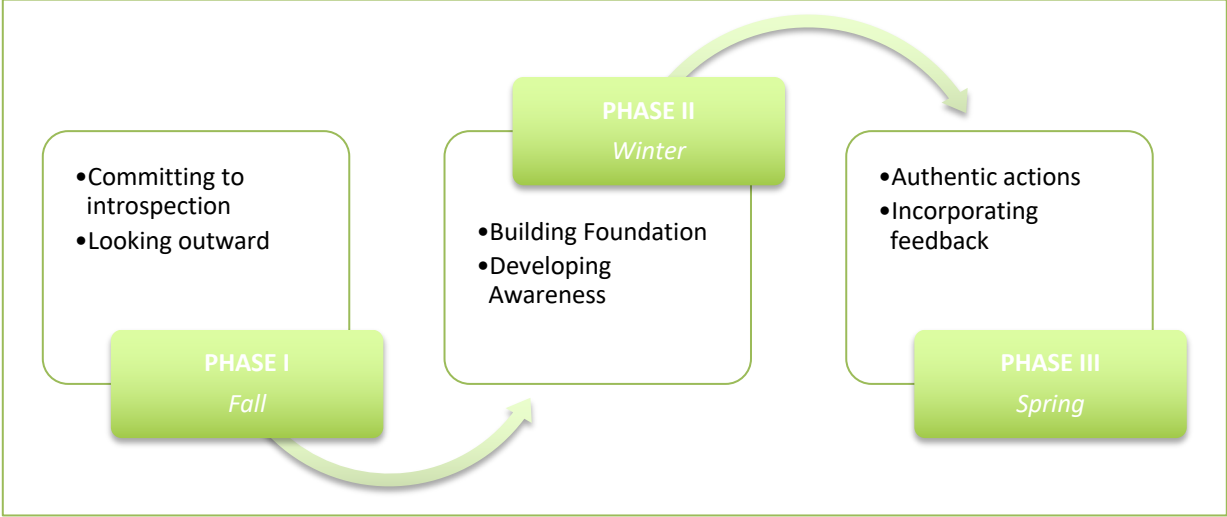 •Committing to
introspection
•Looking outward
PHASE I
Fall
PHASE II
Winter
•Building Foundation
•Developing
Awareness
•Authentic actions
•Incorporating
feedback
PHASE III
Spring